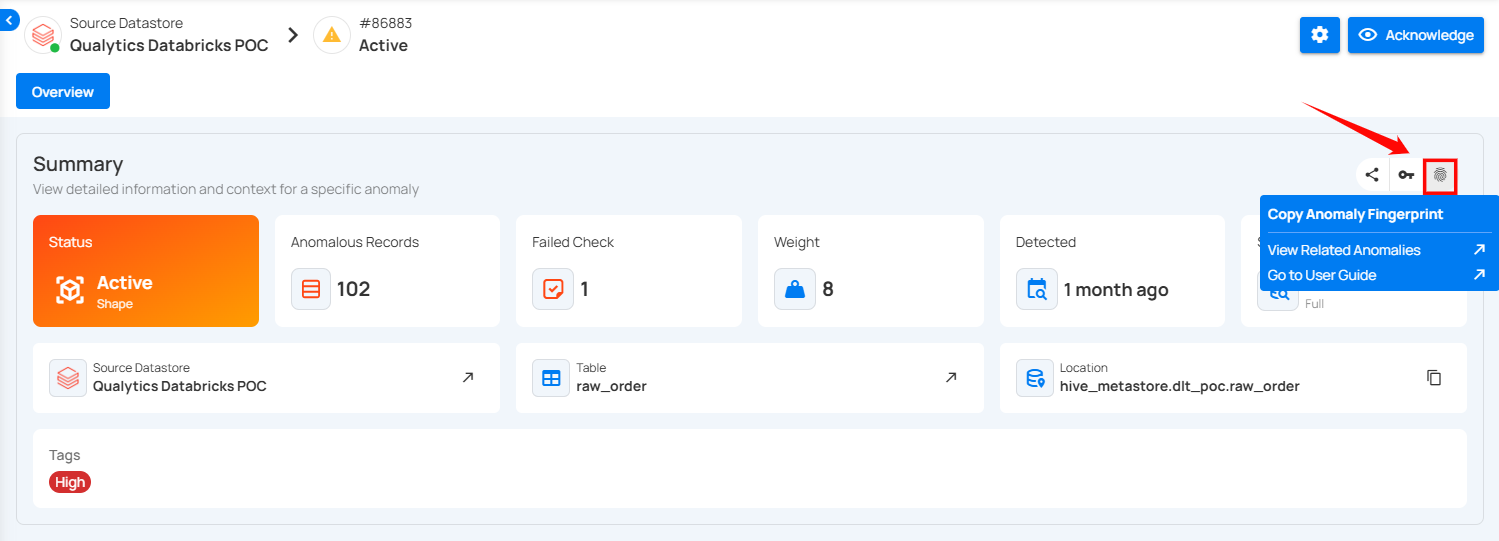 Source Datastore
Qualytics Databricks POC
#86883
Active
Acknowledge
Overview
Summary
View detailed information and context for a specific anomaly
Copy Anomaly Fingerprint
View Related Anomalies
Go to User Guide
Status
Active
Shape
Anomalous Records
102
Failed Check
1
Weight
8
Detected
1 month ago
Full
Source Datastore
Qualytics Databricks POC
Table
raw_order
Location
hive_metastore.dlt_poc.raw_order
Tags
High